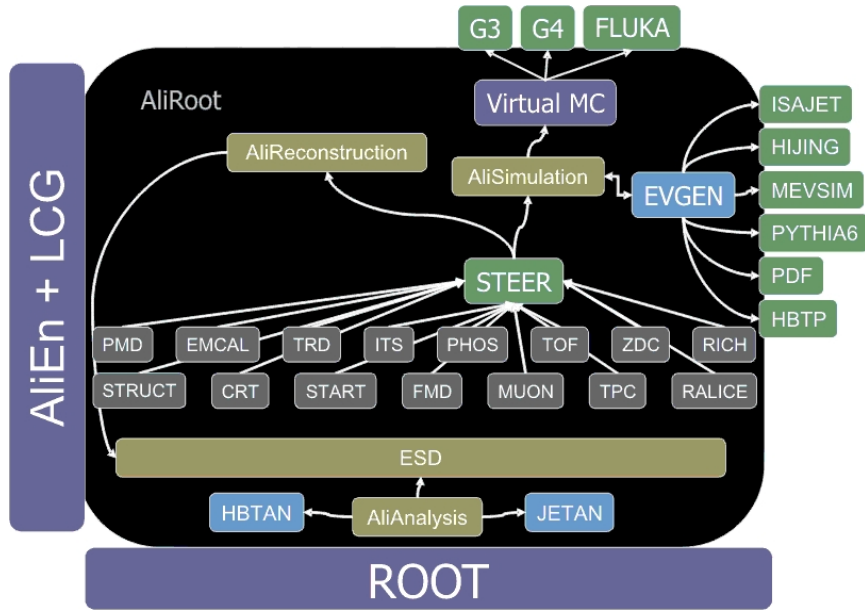 G3
G4
FLUKA
AliRoot
Virtual MC
ISAJET
AliReconstruction
HIJING
AliSimulation
EVGEN
MEVSIM
PYTHIA6
AliEn + LCG
STEER
PDF
HBTP
PMD
EMCAL
TRD
ITS
PHOS
TOF
ZDC
RICH
STRUCT
CRT
START
FMD
MUON
TPC
RALICE
ESD
HBTAN
AliAnalysis
JETAN
ROOT